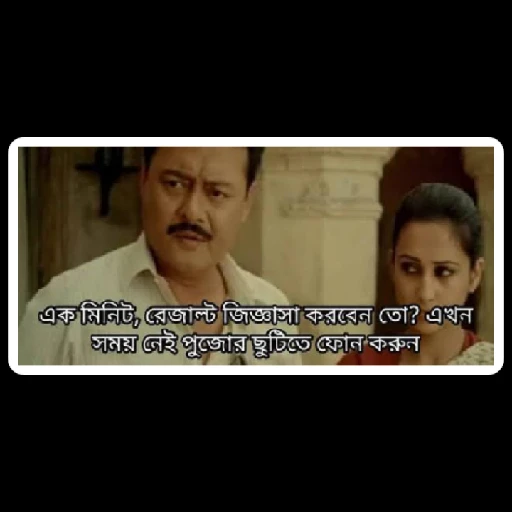 এক মিনিট, রেজাল্ট জিজ্ঞাসা করবেন তো? এখন
সময় নেই পুজোর ছুটিতে ফোন করুন